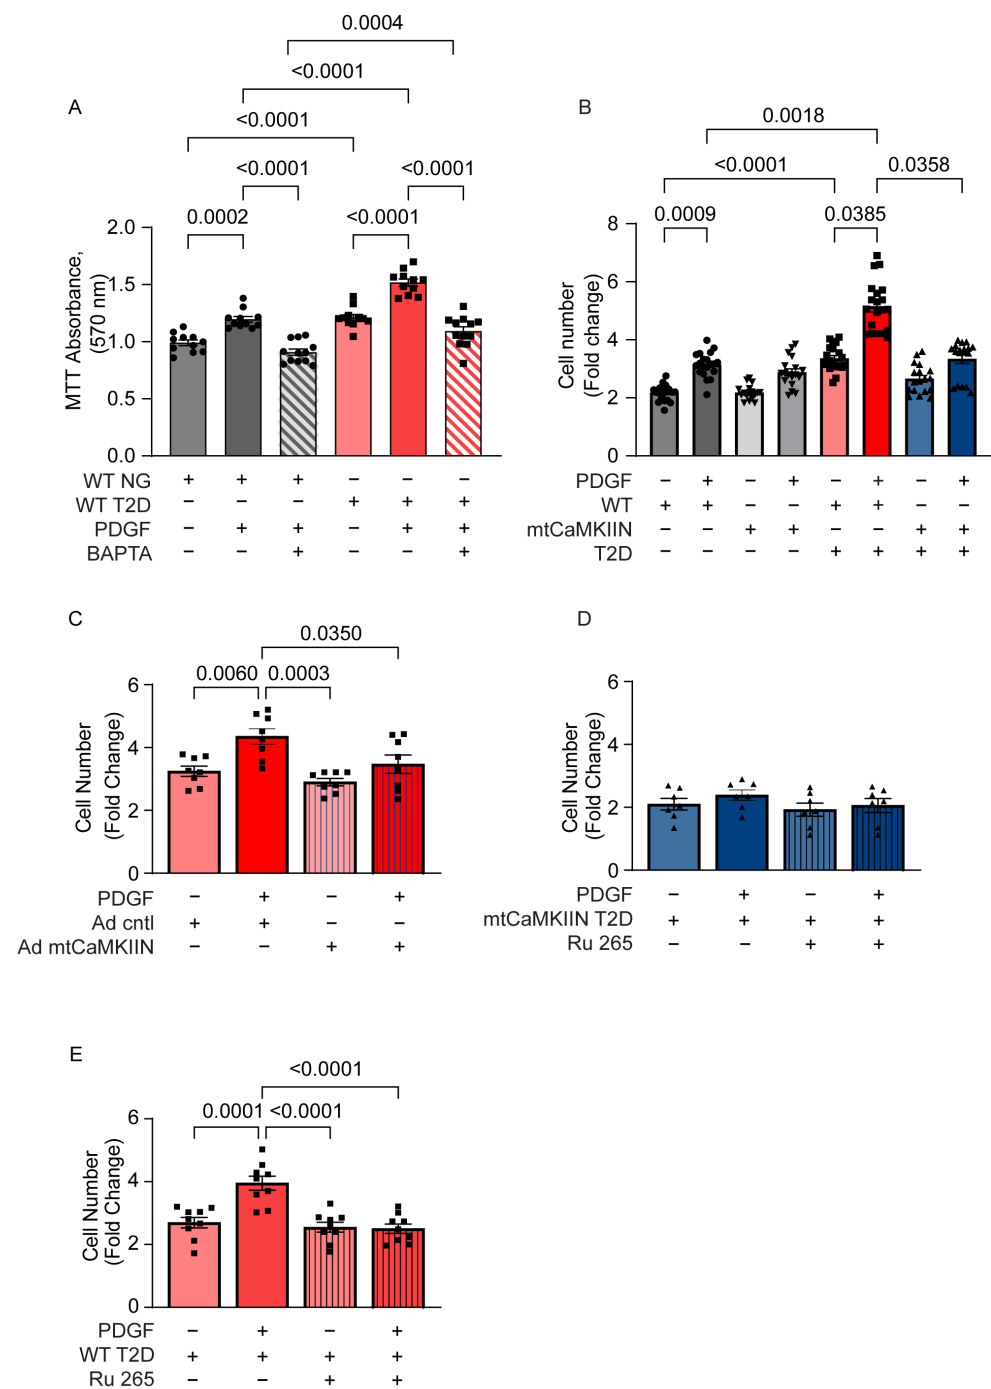 A
0.0004
<0.0001
<0.0001
<0.0001 <0.0001
0.0002 <0.0001
MTT Absorbance,
(570 nm)
2.0
1.5
1.0
0.5
0.0
WT NG + + + – – –
WT T2D – – – + + +
PDGF – + + – + +
BAPTA – – + – – +
B
0.0018
<0.0001 0.0358
0.0009 0.0385
Cell number
(Fold change)
8
6
4
2
0
PDGF – + – + – + – +
WT + + – – + + – –
mtCaMKIIN – – + + – – + +
T2D – – – – + + + +
C
0.0350
0.0060 0.0003
Cell Number
(Fold Change)
6
4
2
0
PDGF – + – +
Ad cntl + + – –
Ad mtCaMKIIN – – + +
D
Cell Number
(Fold Change)
6
4
2
0
PDGF – + – +
mtCaMKIIN T2D + + + +
Ru 265 – – + +
E
<0.0001
0.0001 <0.0001
Cell Number
(Fold Change)
6
4
2
0
PDGF – + – +
WT T2D + + + +
Ru 265 – – + +